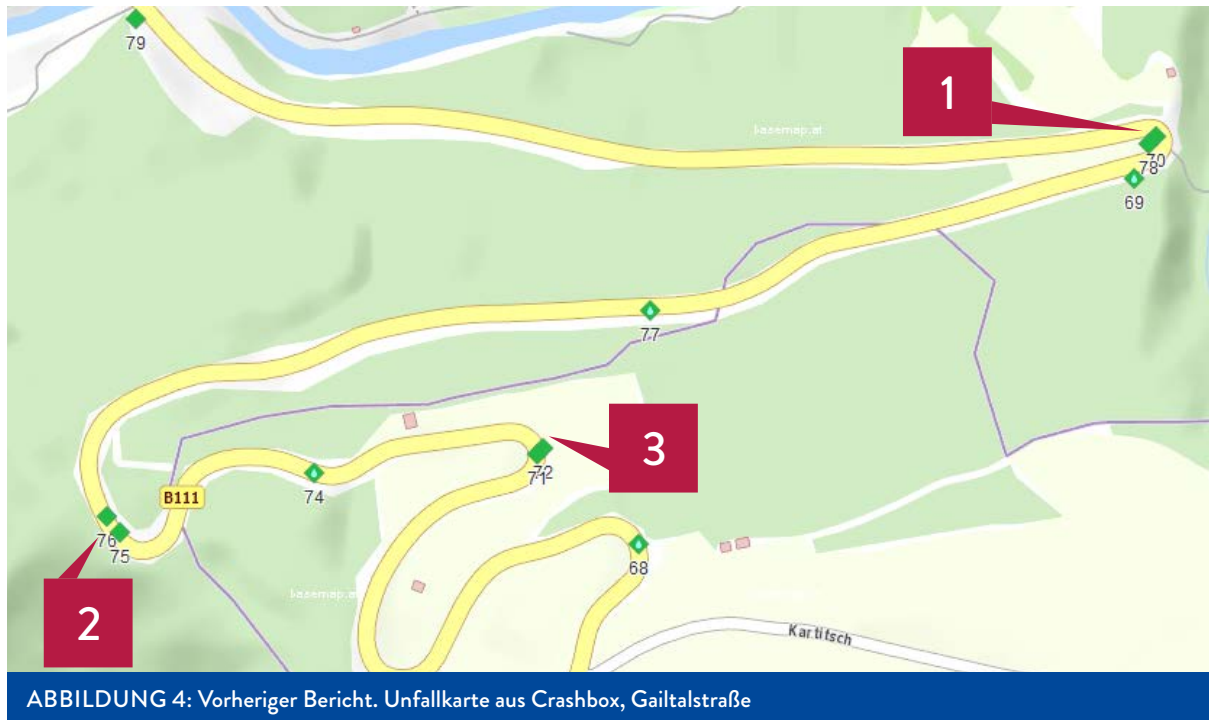 79
1
basemap.at
70
78
69
77
3
72
71
74
B111
76
75
68
2
basemap.at
Kartitsch
ABBILDUNG 4: Vorheriger Bericht. Unfallkarte aus Crashbox, Gailtalstraße